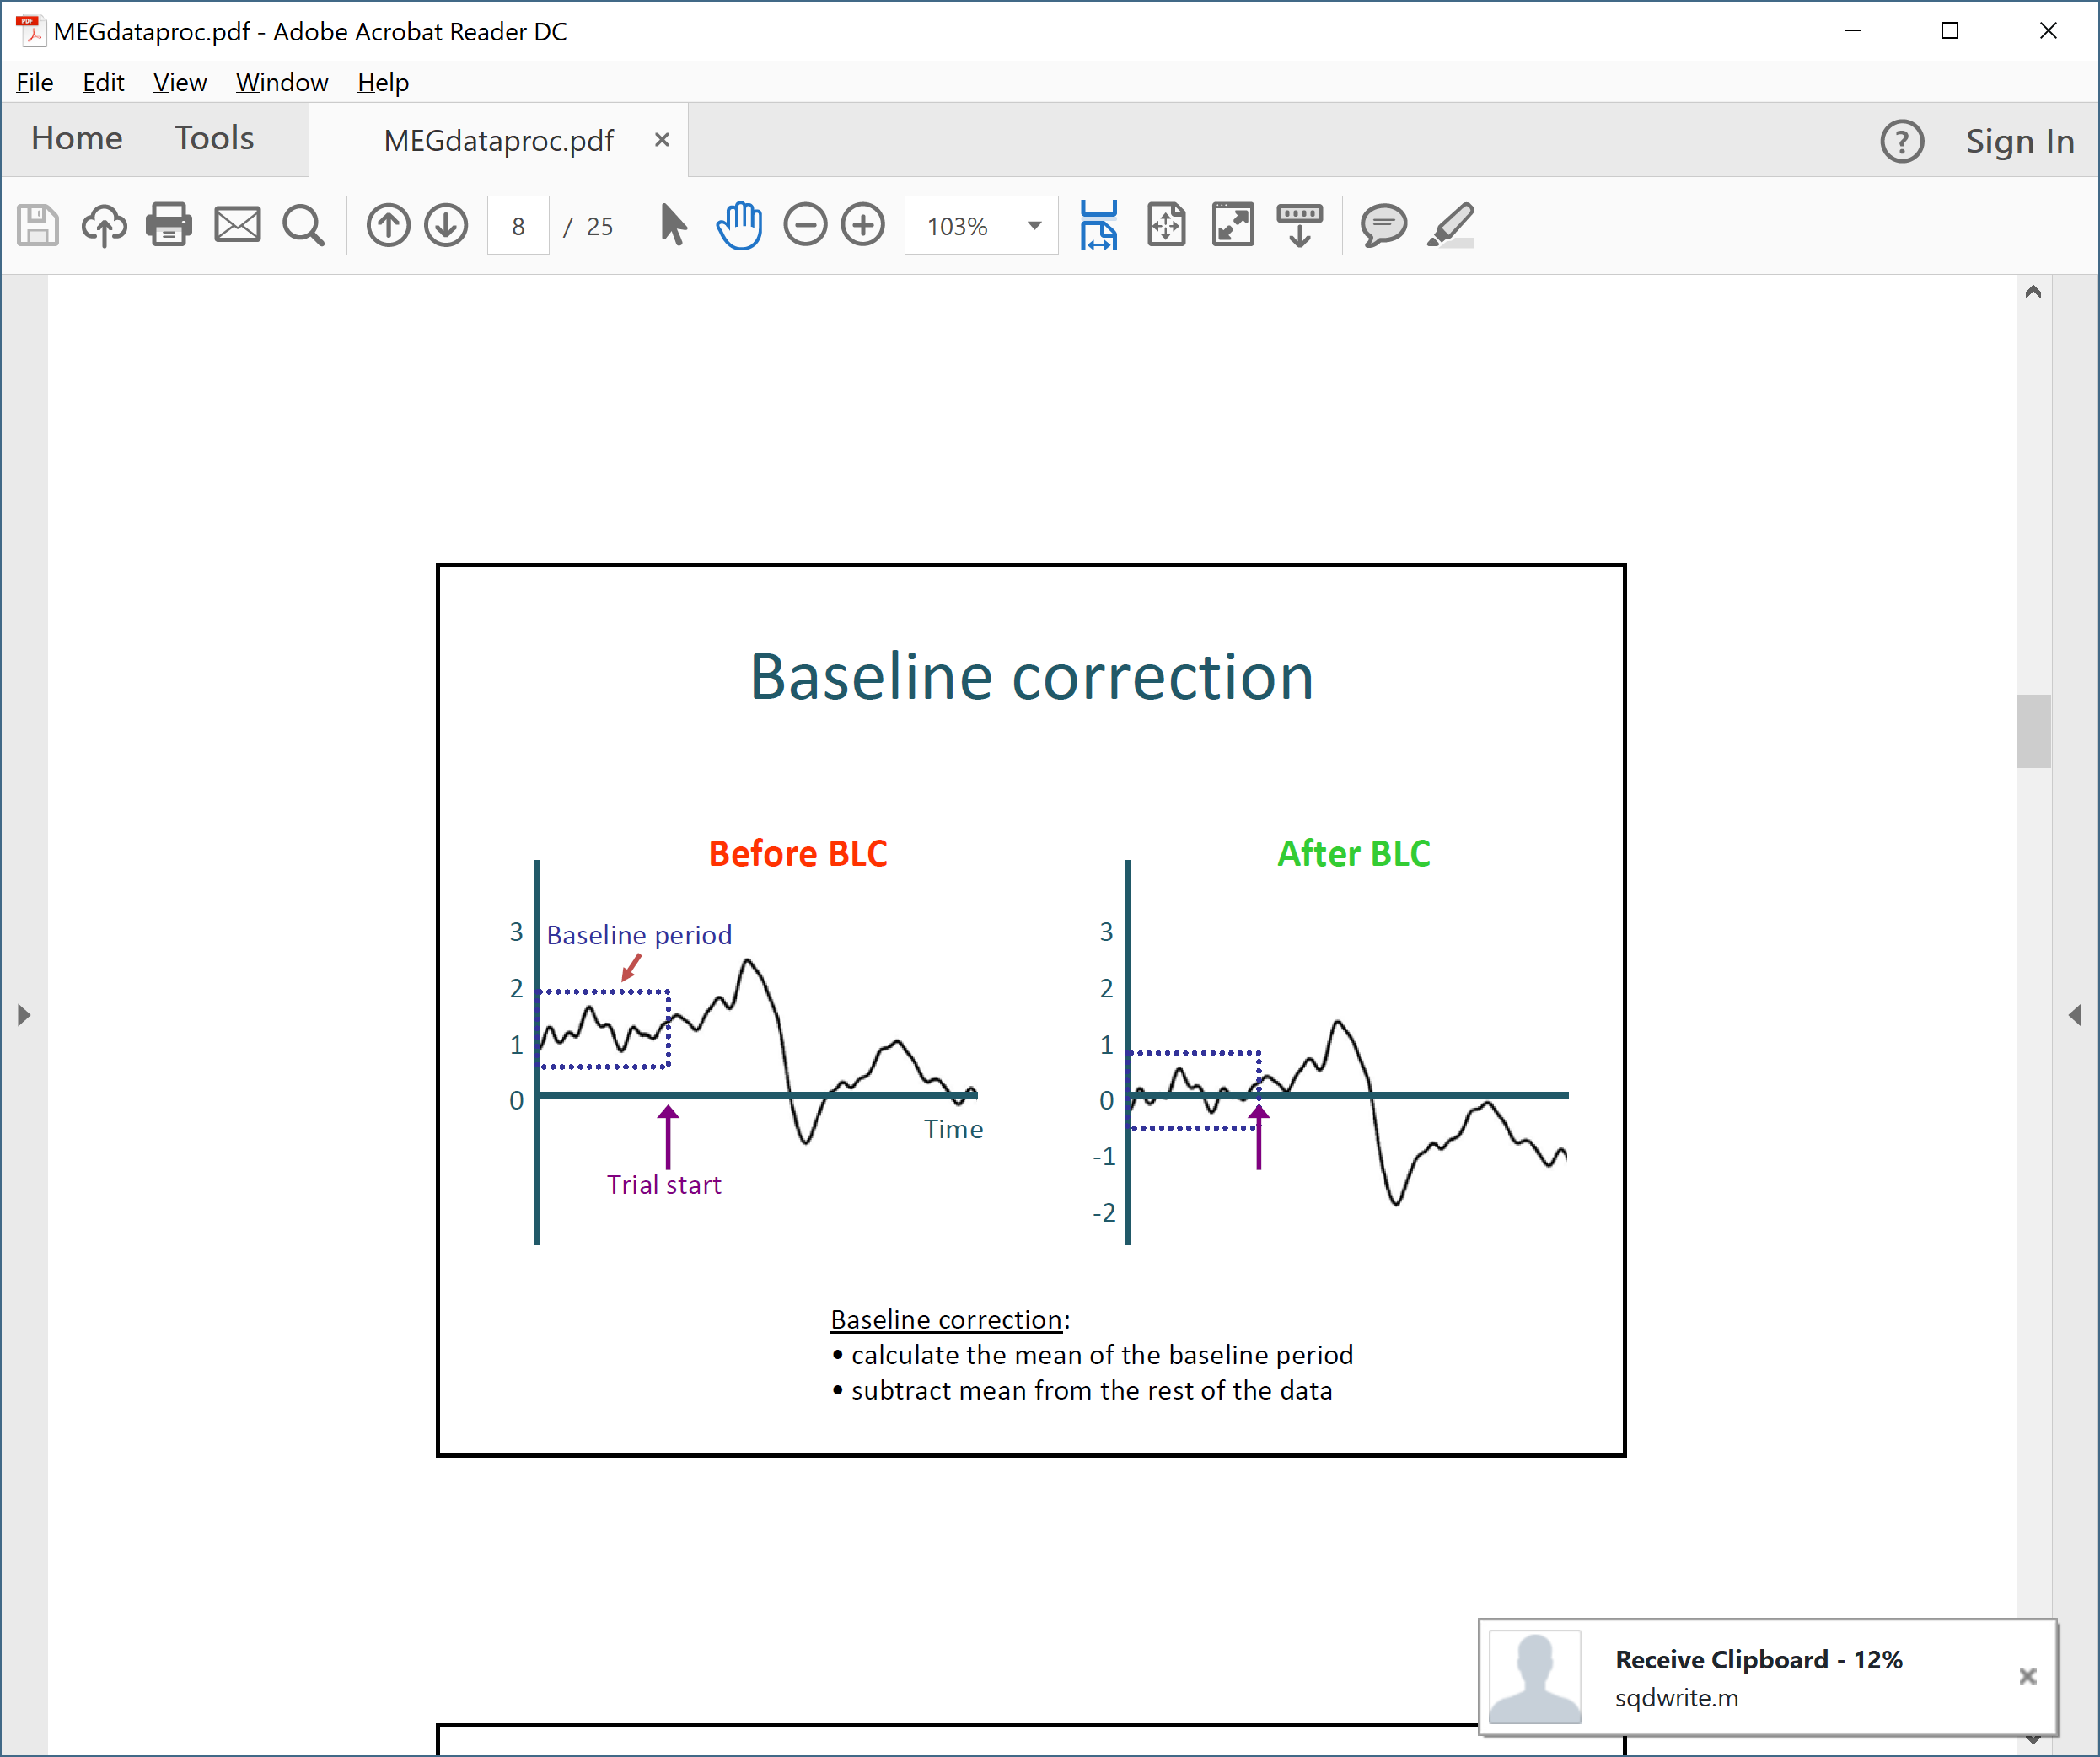 MEGdataproc.pdf - Adobe Acrobat Reader DC
File Edit View Window Help
Home Tools MEGdataproc.pdf × ? Sign In
8 / 25 103%
Baseline correction
Before BLC
After BLC
3
Baseline period
2
1
0
Time
Trial start
3
2
1
0
-1
-2
Baseline correction:
• calculate the mean of the baseline period
• subtract mean from the rest of the data
Receive Clipboard - 12%
sqdwrite.m